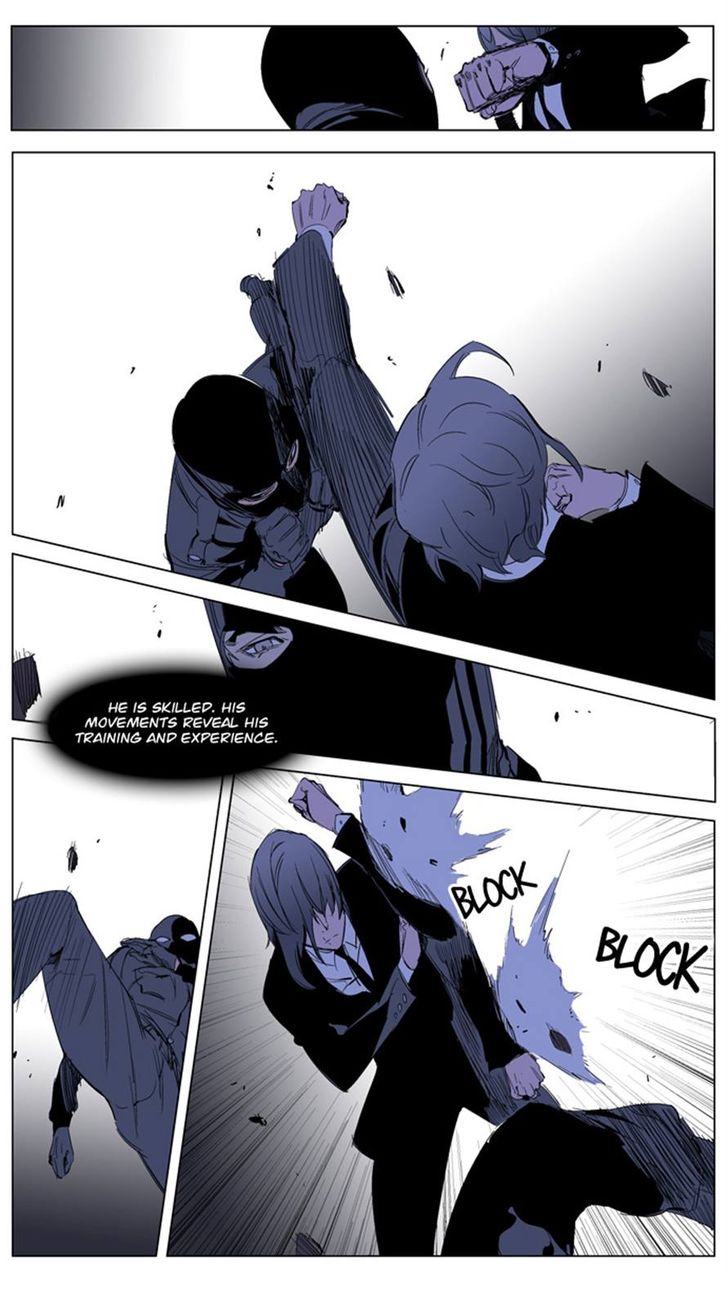 HE IS SKILLED. HIS
MOVEMENTS REVEAL HIS
TRAINING AND EXPERIENCE.
BLOCK
BLOCK